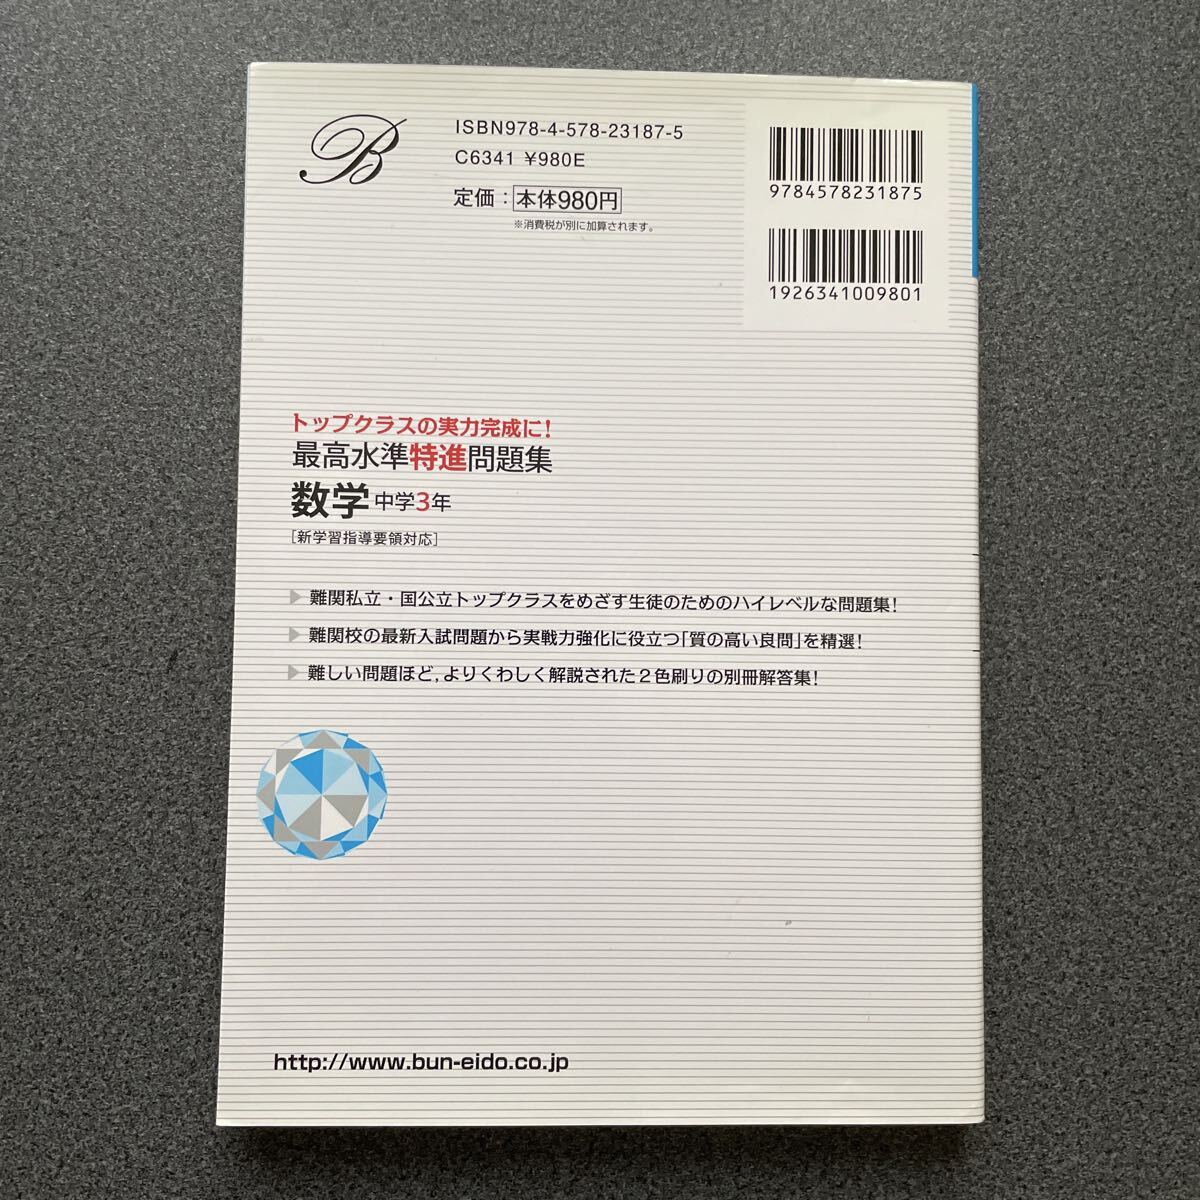 B
ISBN978-4-578-23187-5
C6341 ¥980E
定価：本体980円
※消費税が別に加算されます。
9784578231875
1926341009801
トップクラスの実力完成に!
最高水準特進問題集
数学 中学3年
[新学習指導要領対応]
難関私立・国公立トップクラスをめざす生徒のためのハイレベルな問題集!
難関校の最新入試問題から実戦力強化に役立つ「質の高い良問」を精選!
難しい問題ほど,よりくわしく解説された2色刷りの別冊解答集!
http://www.bun-eido.co.jp